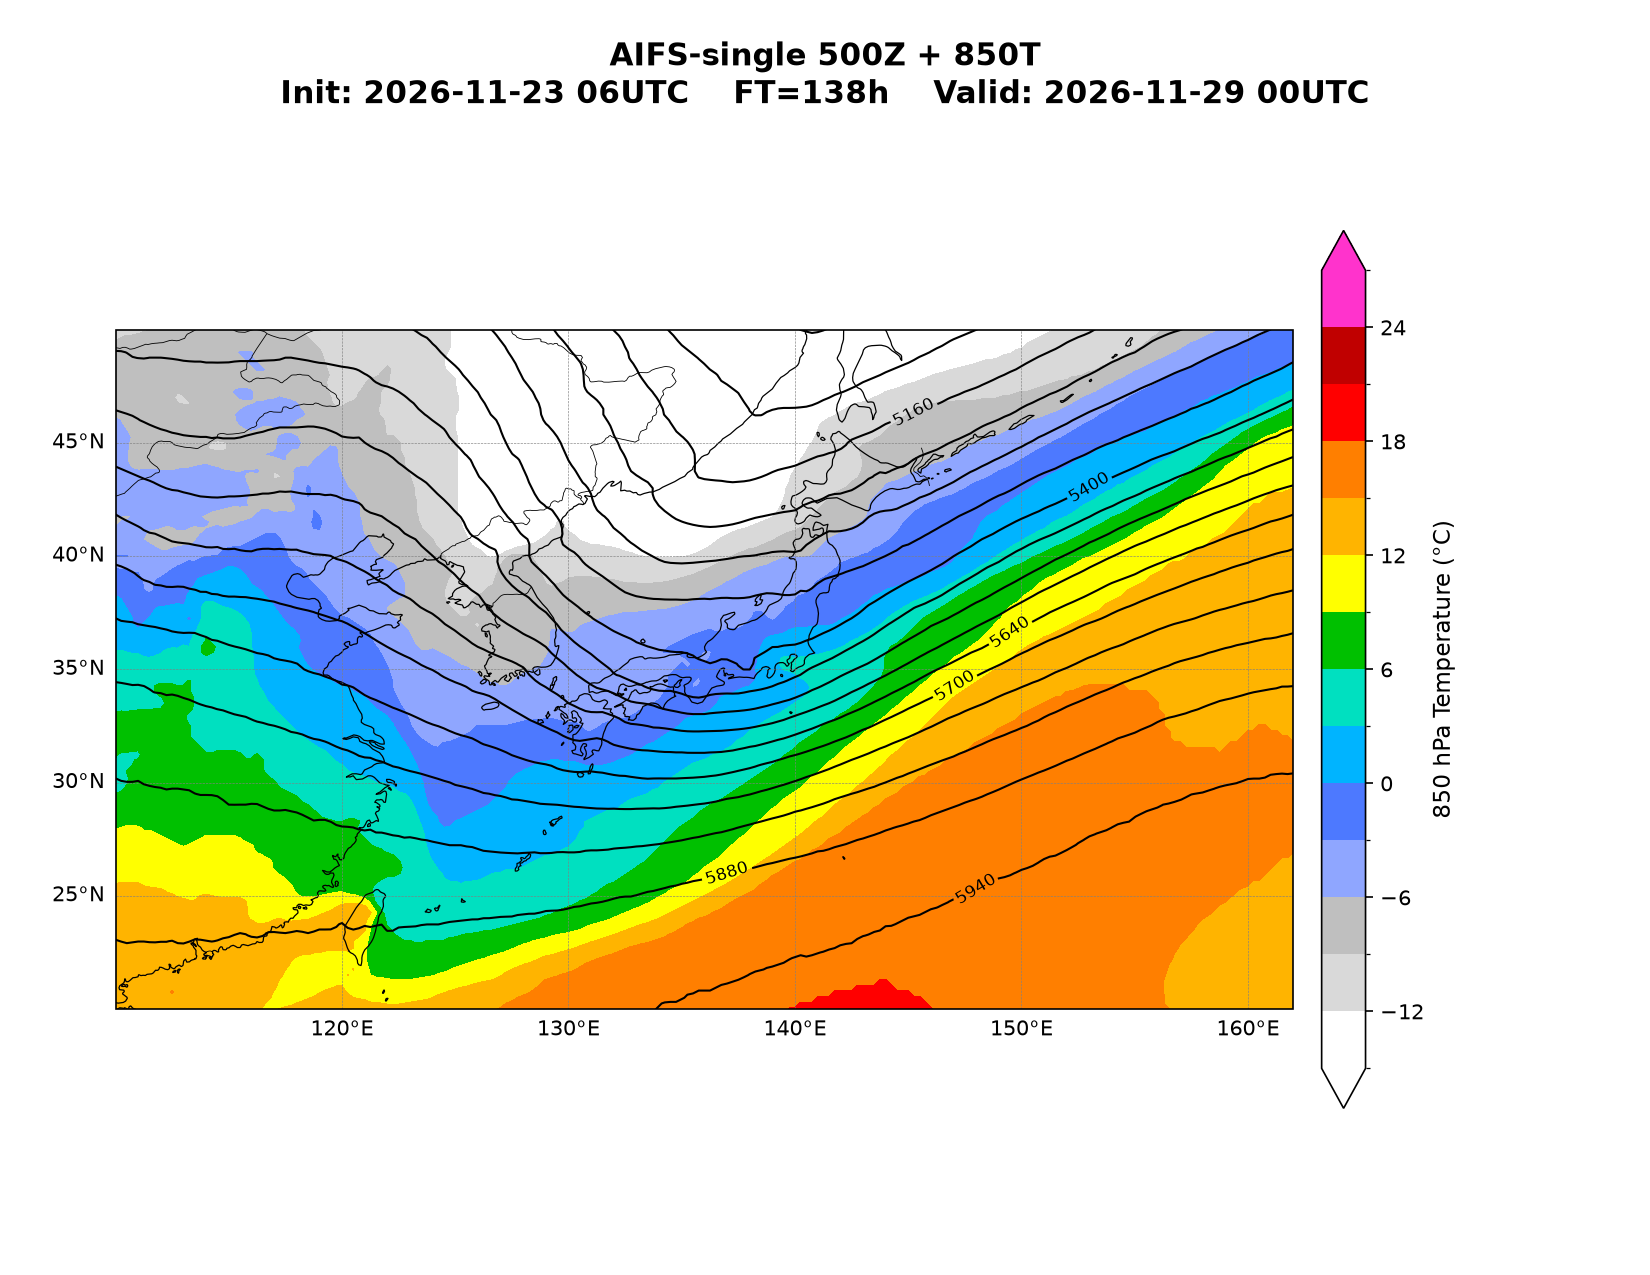 AIFS-single 500Z + 850T
Init: 2026-11-23 06UTC    FT=138h    Valid: 2026-11-29 00UTC
45°N
40°N
35°N
30°N
25°N
120°E
130°E
140°E
150°E
160°E
5160
5400
5640
5700
5880
5940
24
18
12
6
0
−6
−12
850 hPa Temperature (°C)